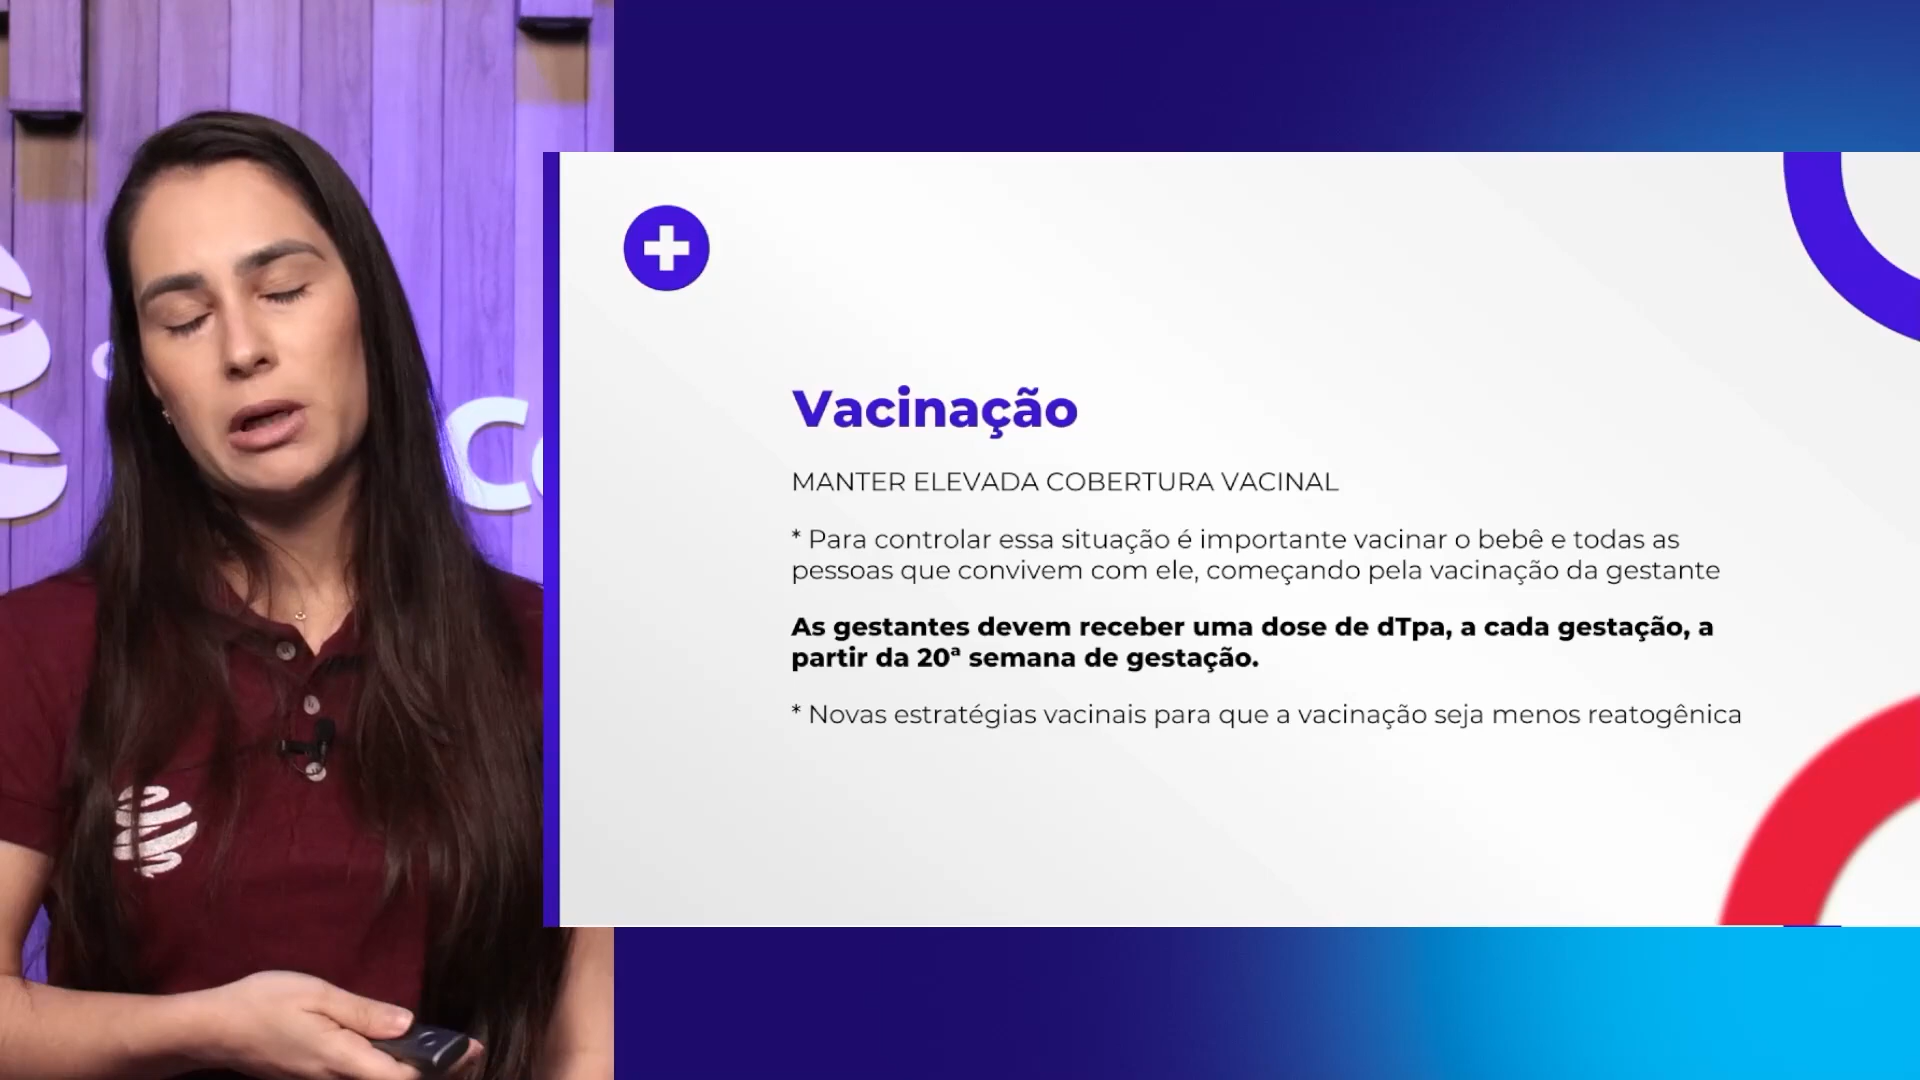 Vacinação
MANTER ELEVADA COBERTURA VACINAL
* Para controlar essa situação é importante vacinar o bebê e todas as
pessoas que convivem com ele, começando pela vacinação da gestante
As gestantes devem receber uma dose de dTpa, a cada gestação, a
partir da 20ª semana de gestação.
* Novas estratégias vacinais para que a vacinação seja menos reatogênica